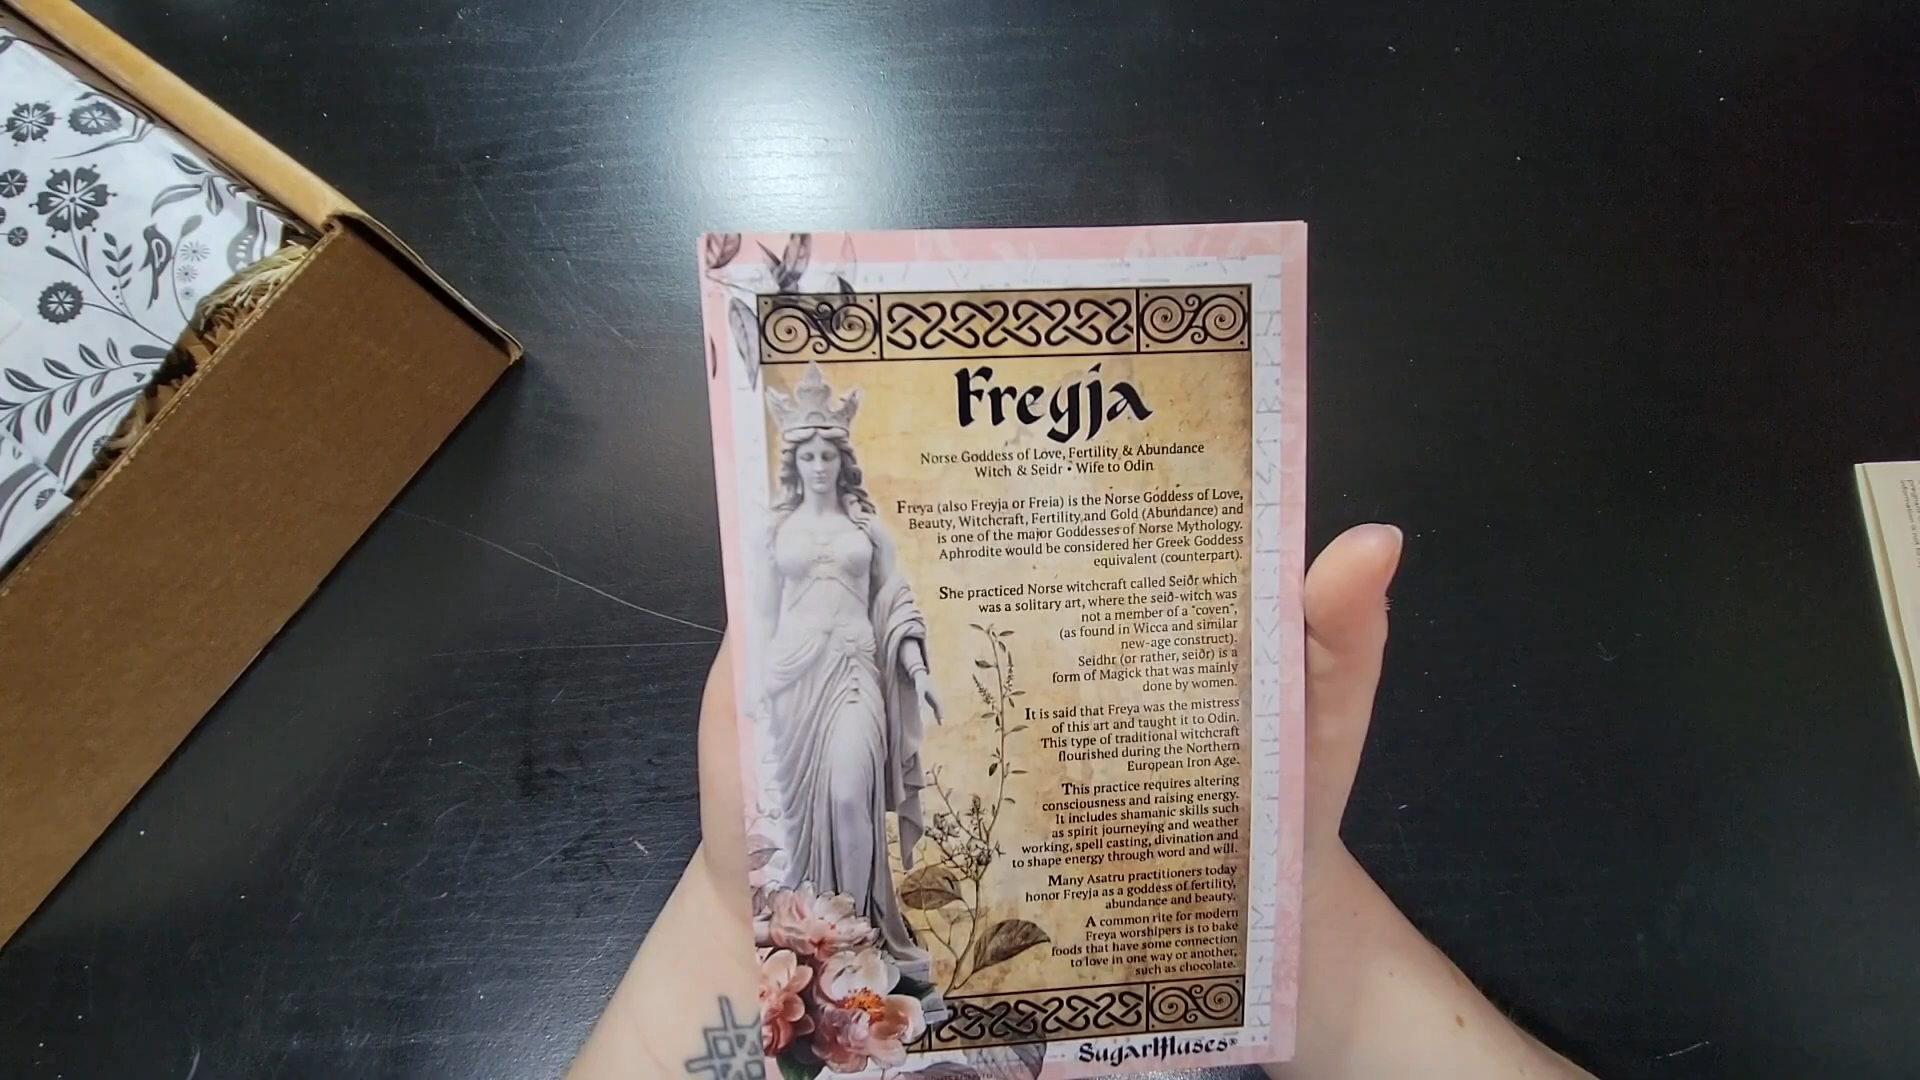 Freyja
Norse Goddess of Love, Fertility & Abundance
Witch & Seidr • Wife to Odin
Freya (also Freyja or Freia) is the Norse Goddess of Love,
Beauty, Witchcraft, Fertility,and Gold (Abundance) and
is one of the major Goddesses of Norse Mythology.
Aphrodite would be considered her Greek Goddess
equivalent (counterpart).
She practiced Norse witchcraft called Seiðr which
was a solitary art, where the seið-witch was
not a member of a "coven",
(as found in Wicca and similar
new-age construct).
Seidhr (or rather, seiðr) is a
form of Magick that was mainly
done by women.
It is said that Freya was the mistress
of this art and taught it to Odin.
This type of traditional witchcraft
flourished during the Northern
European Iron Age.
This practice requires altering
consciousness and raising energy.
It includes shamanic skills such
as spirit journeying and weather
working, spell casting, divination and
to shape energy through word and will.
Many Asatru practitioners today
honor Freyja as a goddess of fertility,
abundance and beauty.
A common rite for modern
Freya worshipers is to bake
foods that have some connection
to love in one way or another,
such as chocolate.
SugarMuses®